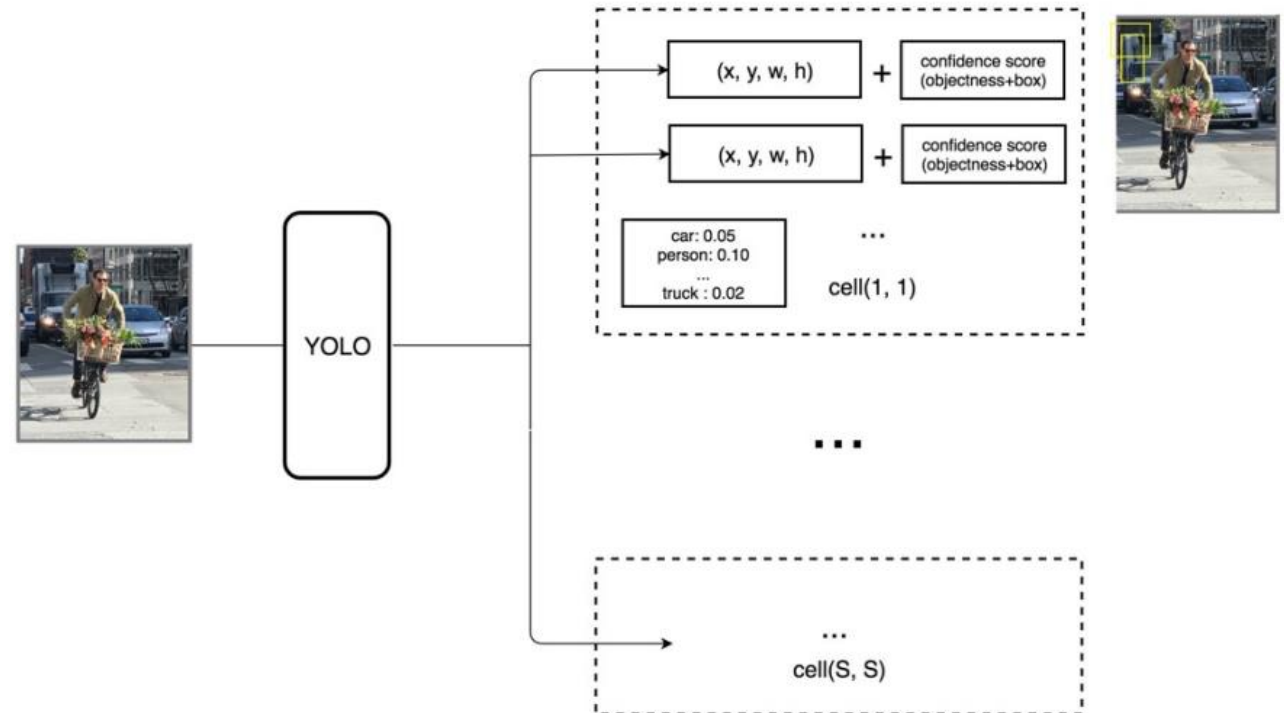 (x, y, w, h)
+
confidence score
(objectness+box)
(x, y, w, h)
+
confidence score
(objectness+box)
car: 0.05
person: 0.10
...
truck : 0.02
...
cell(1, 1)
YOLO
...
...
cell(S, S)